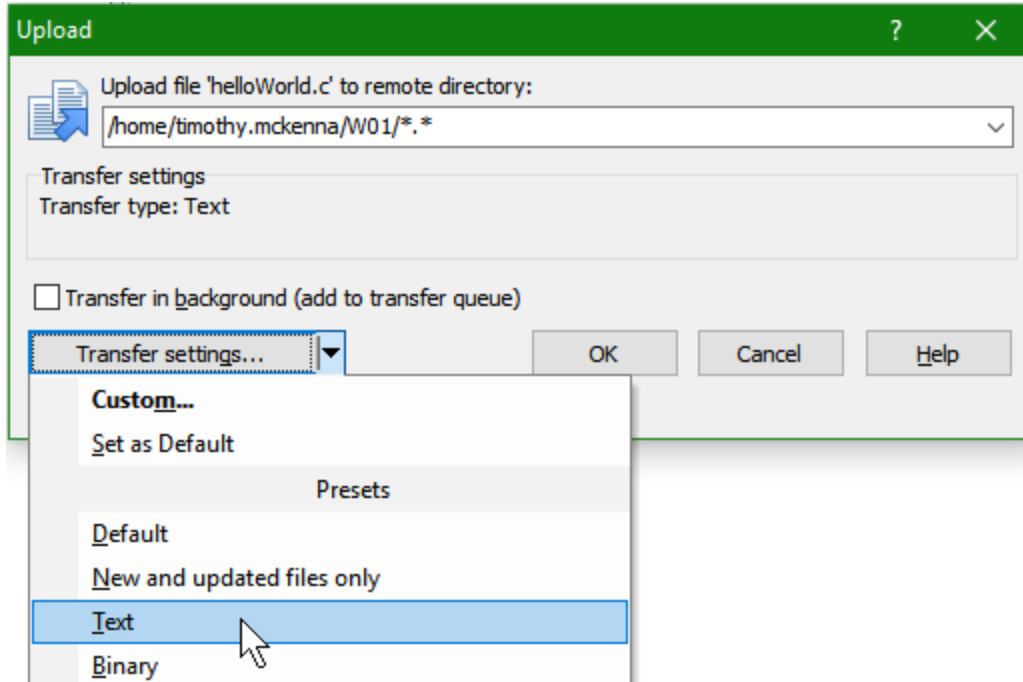 Upload
Upload file 'helloWorld.c' to remote directory:
/home/timothy.mckenna/W01/*.*
Transfer settings
Transfer type: Text
Transfer in background (add to transfer queue)
Transfer settings... OK Cancel Help
Custom...
Set as Default
Presets
Default
New and updated files only
Text
Binary